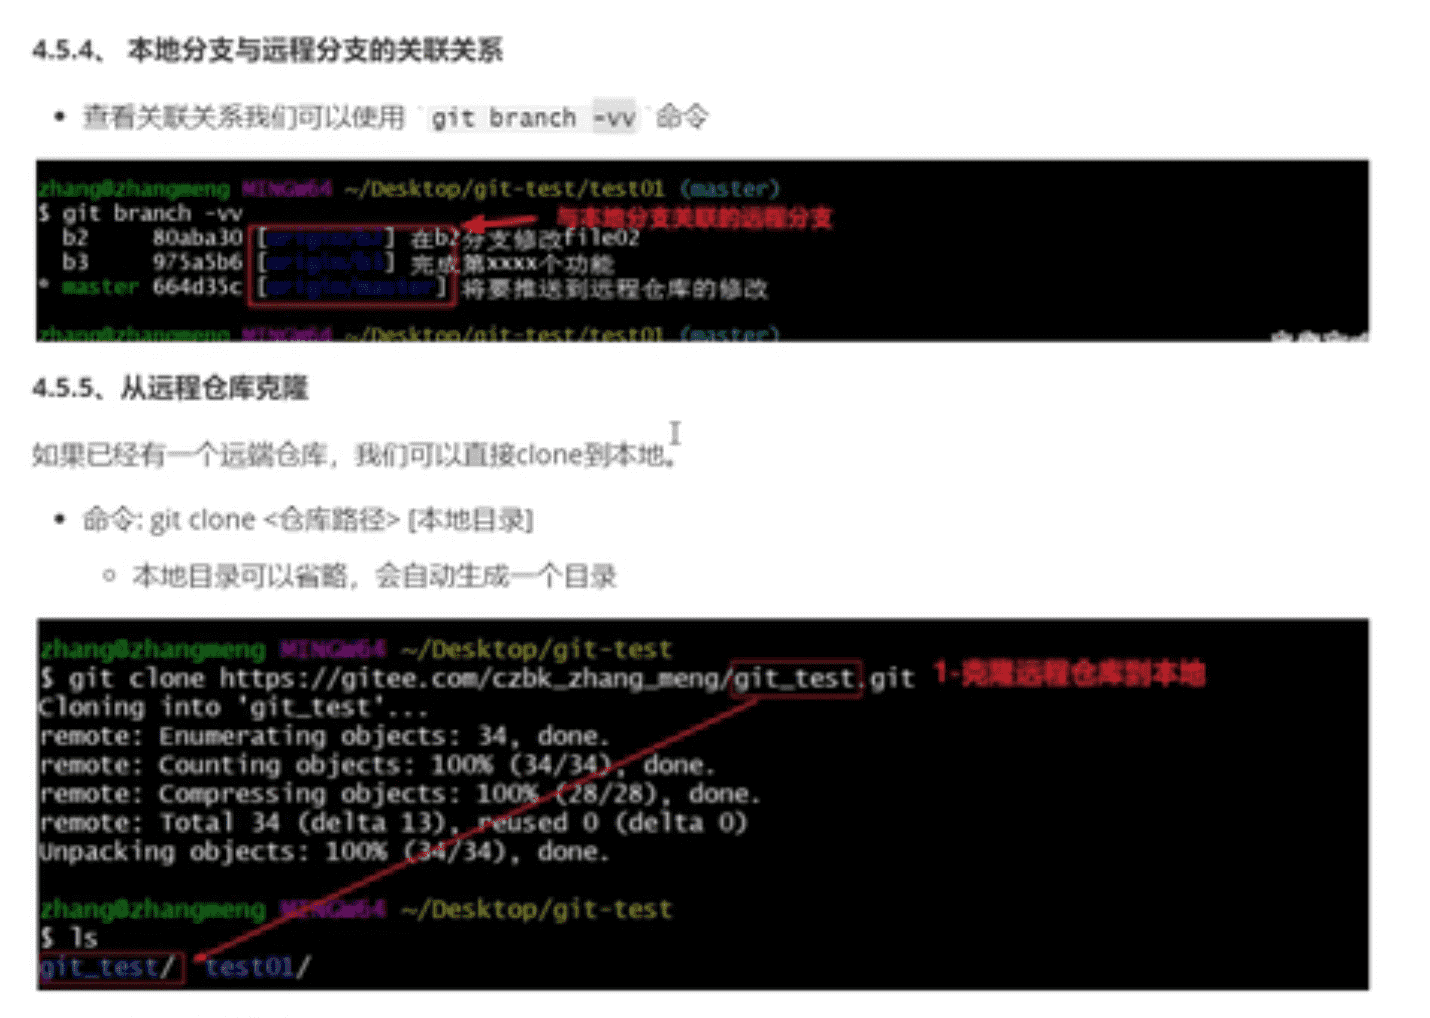 4.5.4、 本地分支与远程分支的关联关系
• 查看关联关系我们可以使用 `git branch -vv`命令
zhang@zhangmeng MINGW64 ~/Desktop/git-test/test01 (master)
$ git branch -vv
与本地分支关联的远程分支
b2 80aba30 [origin/b2] 在b2分支修改file02
b3 975a5b6 [origin/b3] 完成第xxxx个功能
* master 664d35c [origin/master] 将要推送到远程仓库的修改
zhang@zhangmeng MINGW64 ~/Desktop/git-test/test01 (master)
4.5.5、从远程仓库克隆
如果已经有一个远端仓库，我们可以直接clone到本地。
• 命令: git clone <仓库路径> [本地目录]
○ 本地目录可以省略，会自动生成一个目录
zhang@zhangmeng MINGW64 ~/Desktop/git-test
$ git clone https://gitee.com/czbk_zhang_meng/git_test.git 1-克隆远程仓库到本地
Cloning into 'git_test'...
remote: Enumerating objects: 34, done.
remote: Counting objects: 100% (34/34), done.
remote: Compressing objects: 100% (28/28), done.
remote: Total 34 (delta 13), reused 0 (delta 0)
Unpacking objects: 100% (34/34), done.
zhang@zhangmeng MINGW64 ~/Desktop/git-test
$ ls
git_test/ test01/